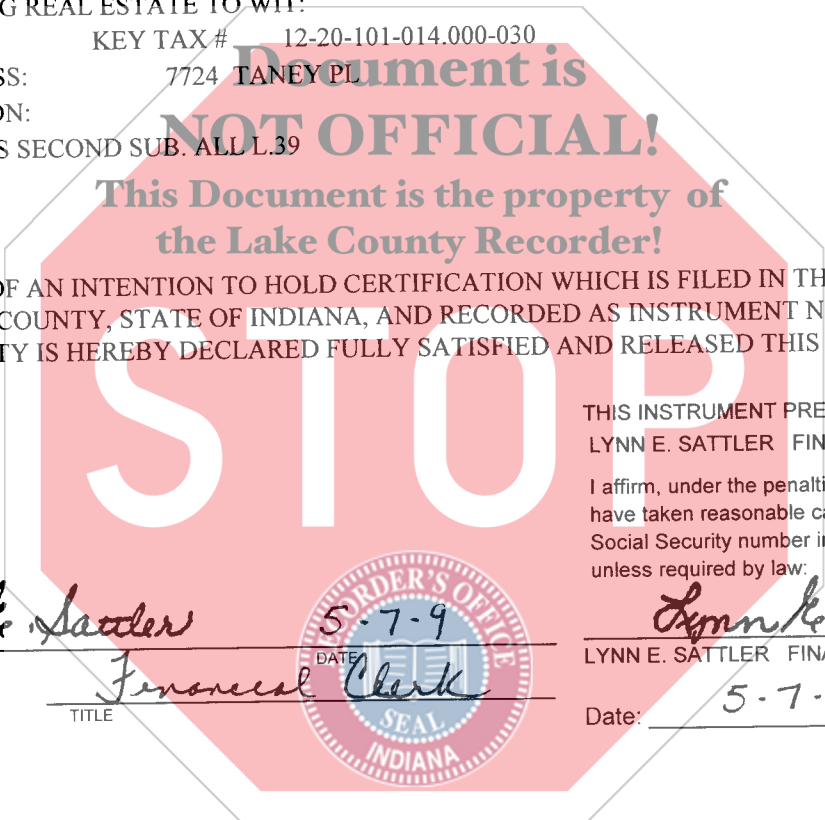 G REAL ESTATE TO WIT:
KEY TAX # 12-20-101-014.000-030
SS: 7724 TANEY PL
ON:
S SECOND SUB. ALL L.39
Document is
NOT OFFICIAL!
This Document is the property of
the Lake County Recorder!
OF AN INTENTION TO HOLD CERTIFICATION WHICH IS FILED IN TH
COUNTY, STATE OF INDIANA, AND RECORDED AS INSTRUMENT N
TY IS HEREBY DECLARED FULLY SATISFIED AND RELEASED THIS
STOP
THIS INSTRUMENT PRE
LYNN E. SATTLER FIN
I affirm, under the penalti
have taken reasonable ca
Social Security number i
unless required by law:
Sattler 5-7-9
DATE
Financial Clerk
TITLE
RECORDER'S OFFICE
SEAL
INDIANA
Lynn E
LYNN E. SATTLER FINA
Date: 5-7-